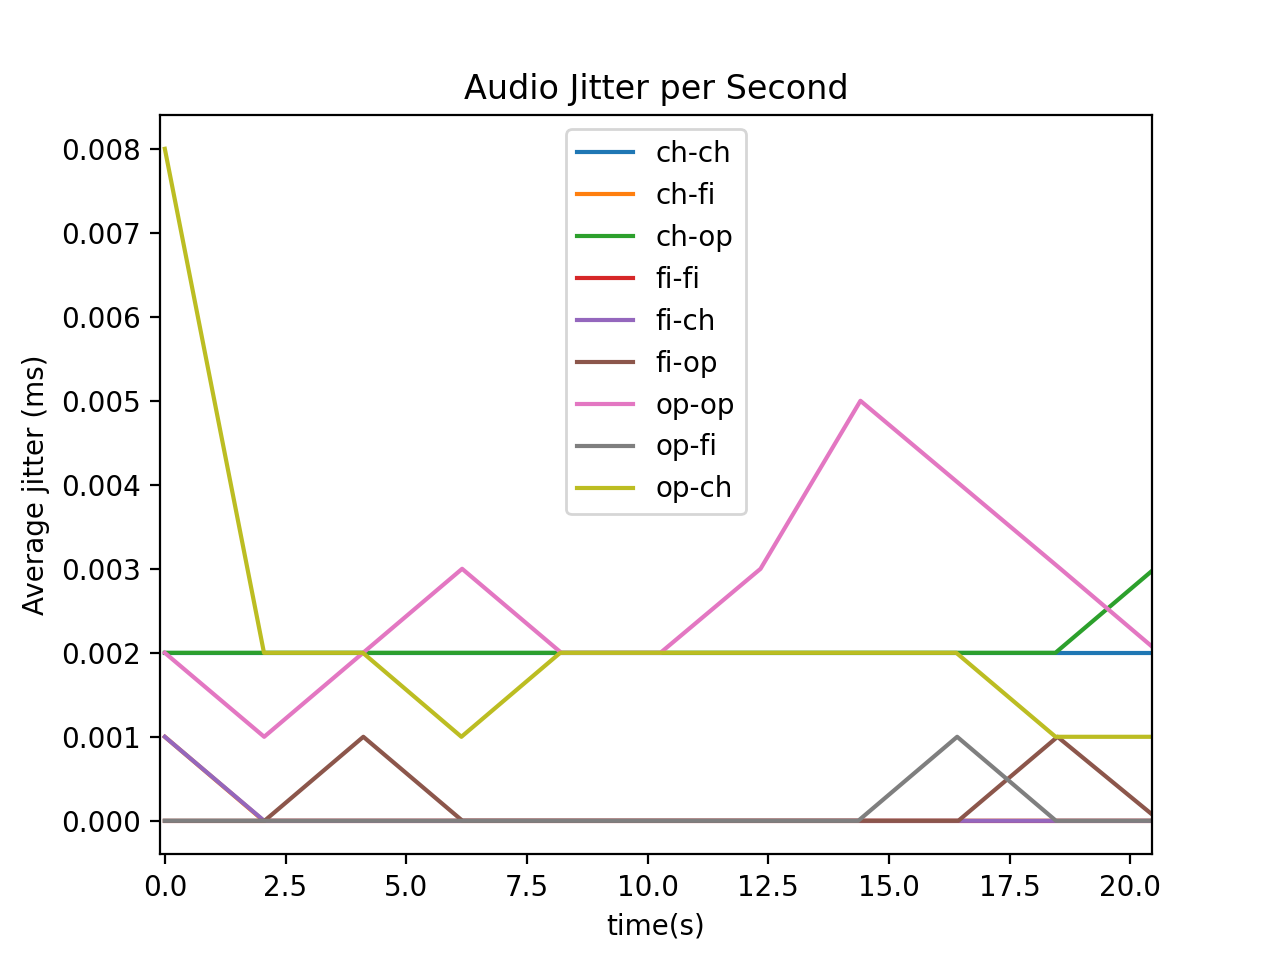 Audio Jitter per Second
ch-ch
ch-fi
ch-op
fi-fi
fi-ch
fi-op
op-op
op-fi
op-ch
Average jitter (ms)
0.008
0.007
0.006
0.005
0.004
0.003
0.002
0.001
0.000
0.0 2.5 5.0 7.5 10.0 12.5 15.0 17.5 20.0
time(s)